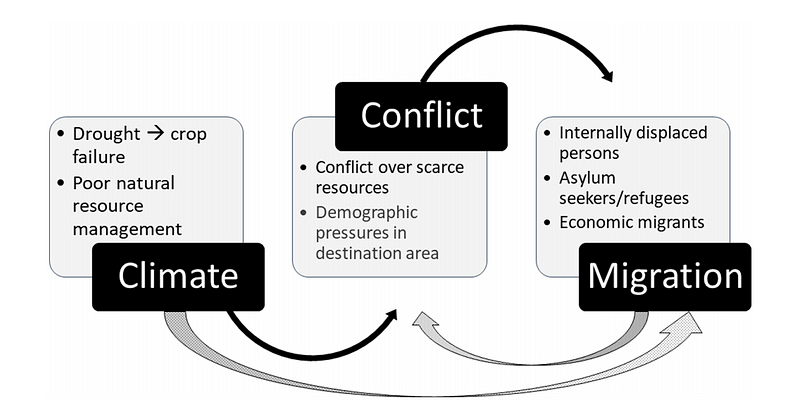 • Drought → crop
failure
• Poor natural
resource
management
Climate
Conflict
• Conflict over scarce
resources
• Demographic
pressures in
destination area
• Internally displaced
persons
• Asylum
seekers/refugees
• Economic migrants
Migration